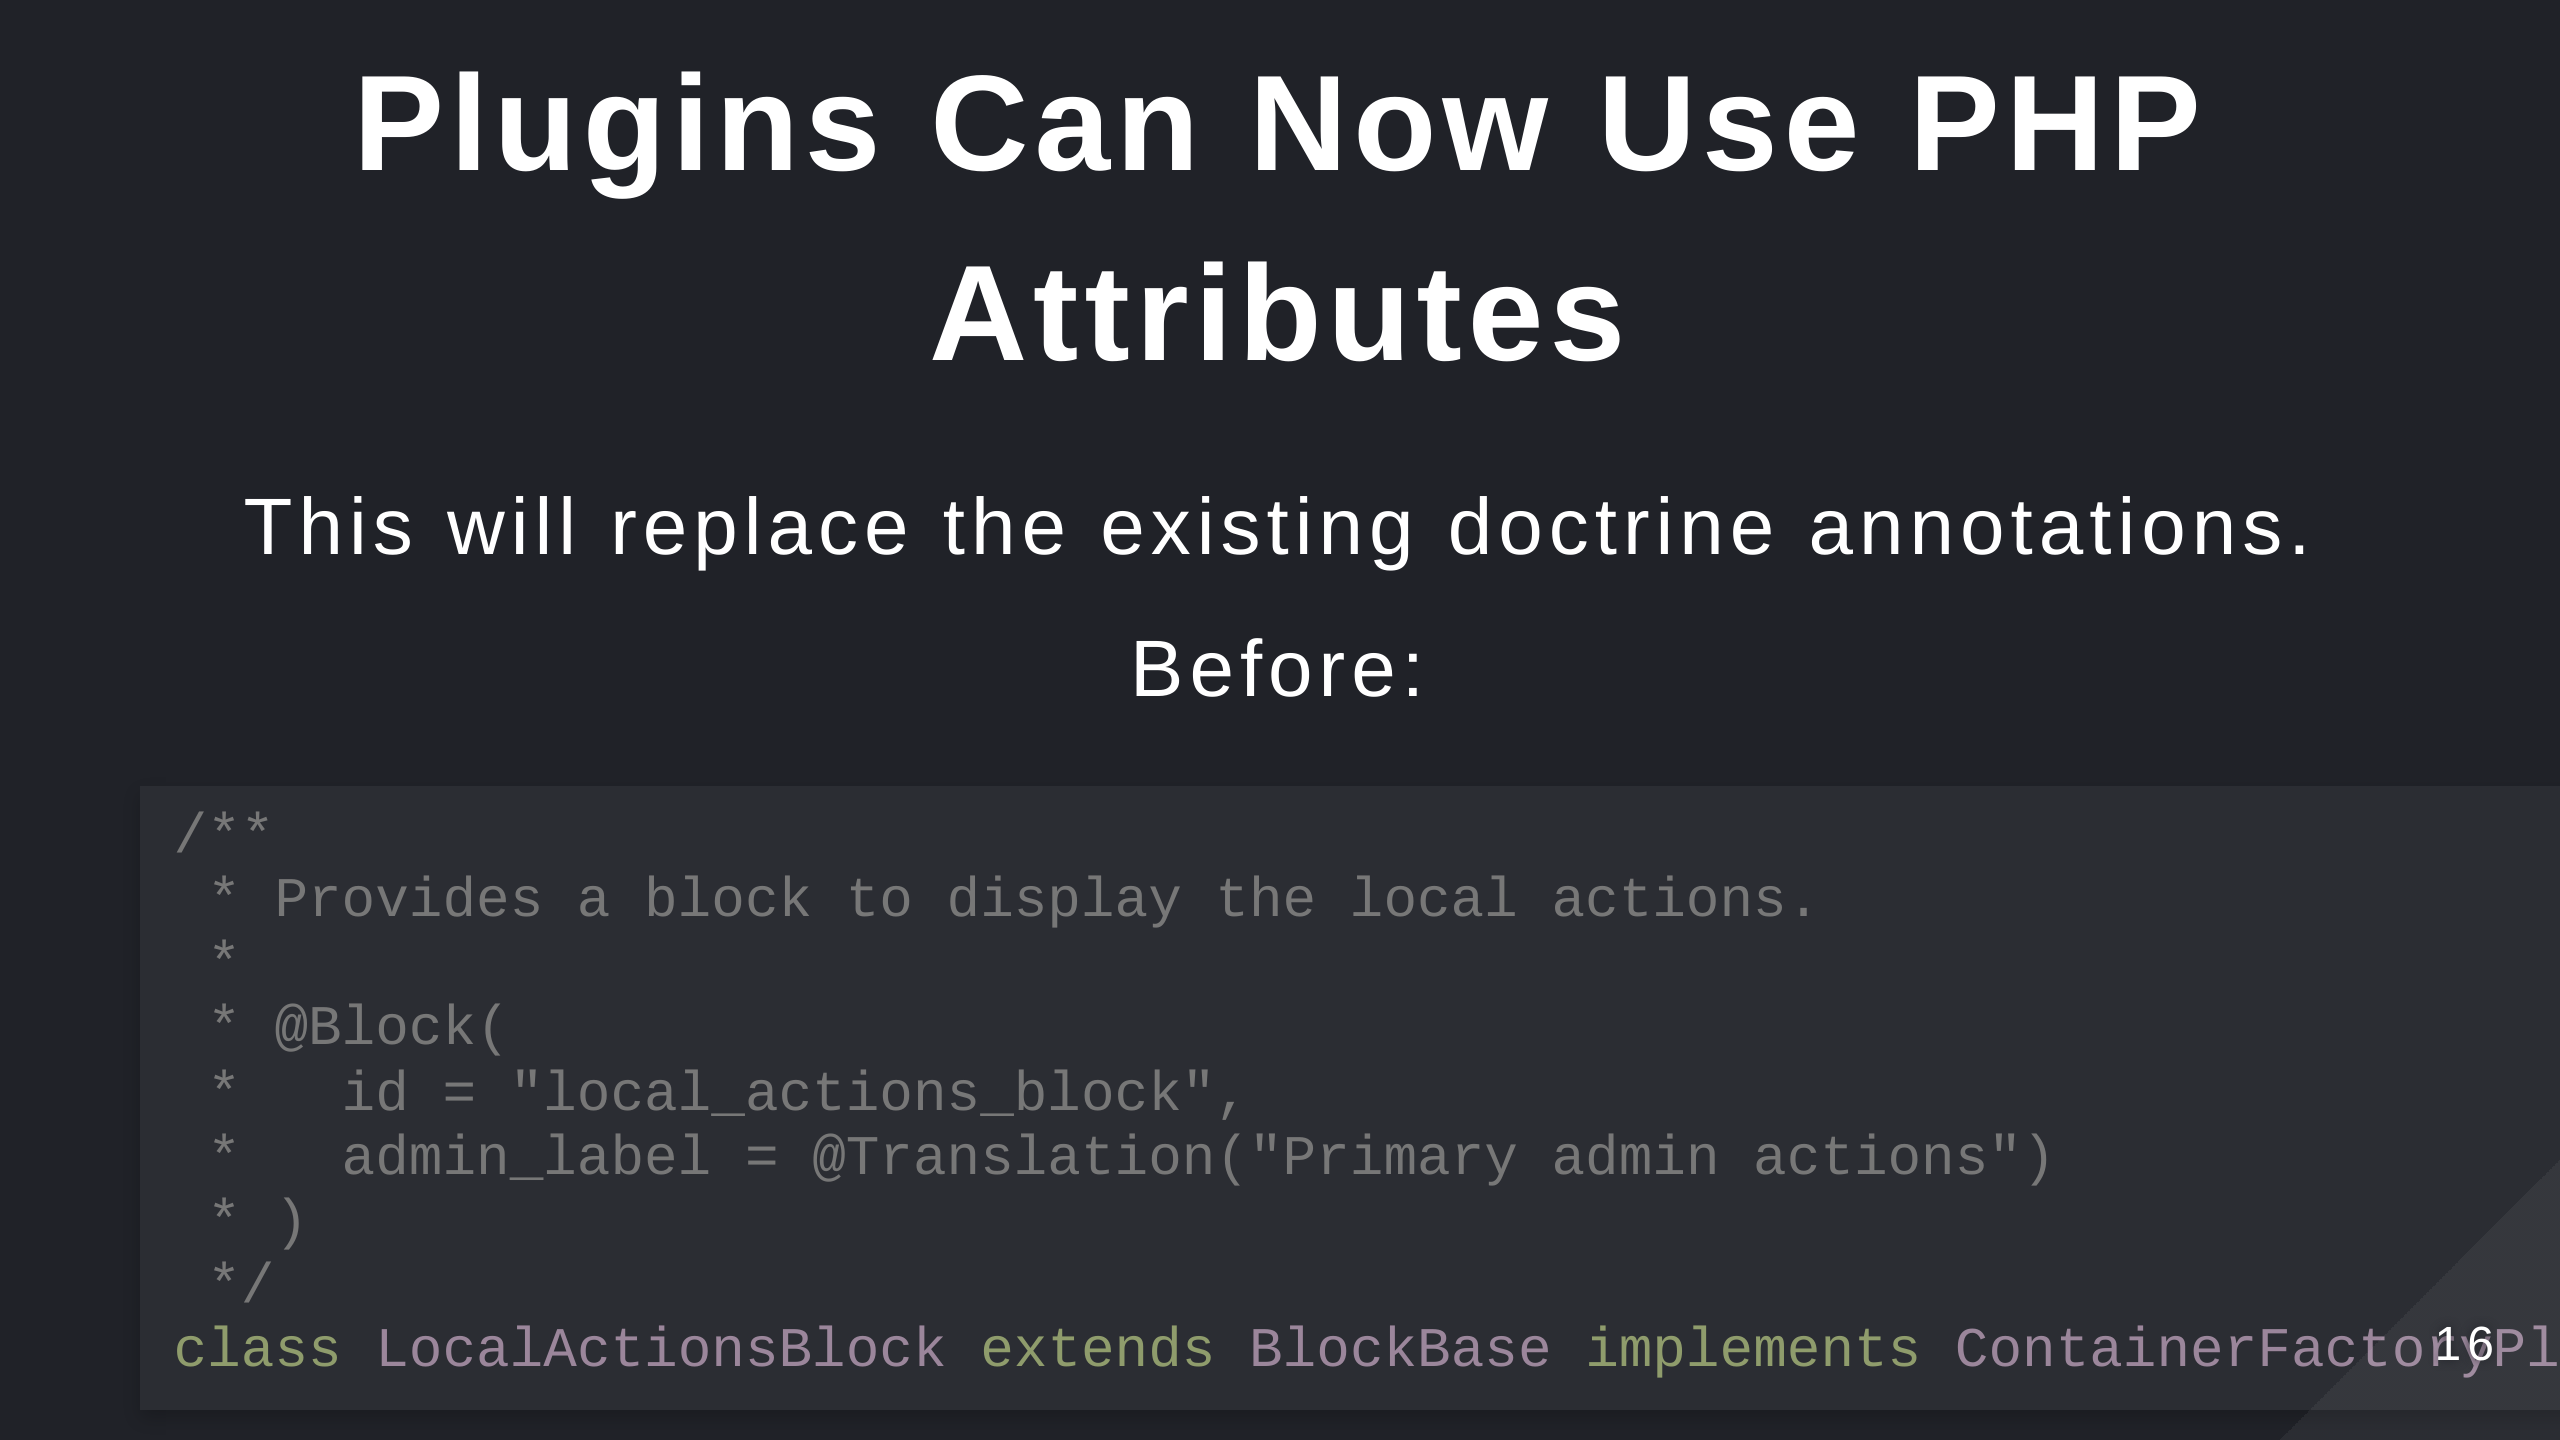 Plugins Can Now Use PHP
Attributes
This will replace the existing doctrine annotations.
Before:
/**
 * Provides a block to display the local actions.
 *
 * @Block(
 *   id = "local_actions_block",
 *   admin_label = @Translation("Primary admin actions")
 * )
 */
class LocalActionsBlock extends BlockBase implements ContainerFactoryPl
16